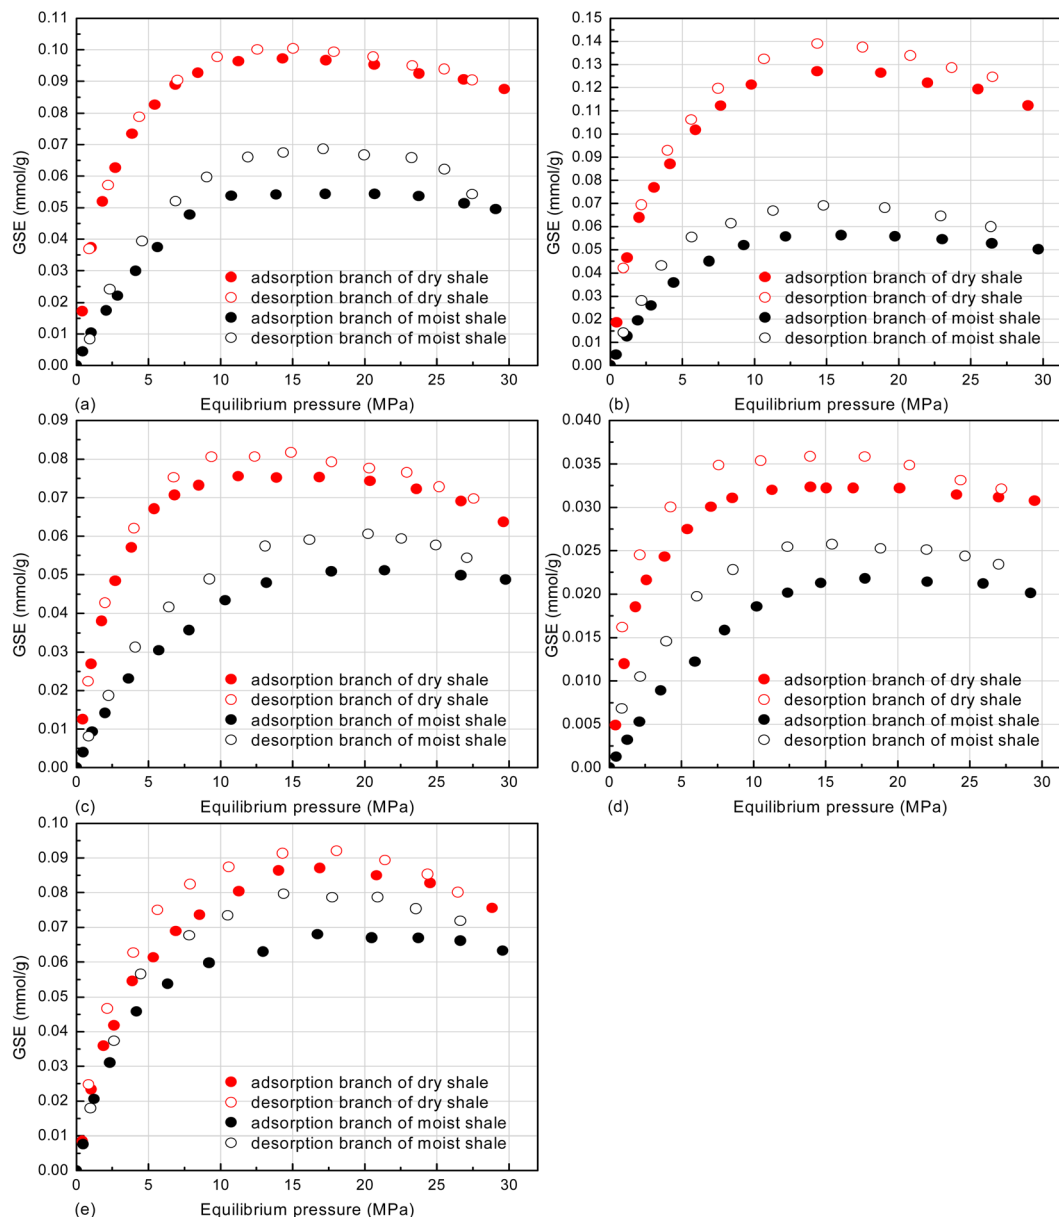 0.11
0.10
0.09
0.08
0.07
0.06
0.05
0.04
0.03
0.02
0.01
0.00
GSE (mmol/g)
adsorption branch of dry shale
desorption branch of dry shale
adsorption branch of moist shale
desorption branch of moist shale
0 5 10 15 20 25 30
(a) Equilibrium pressure (MPa)
0.15
0.14
0.13
0.12
0.11
0.10
0.09
0.08
0.07
0.06
0.05
0.04
0.03
0.02
0.01
0.00
GSE (mmol/g)
adsorption branch of dry shale
desorption branch of dry shale
adsorption branch of moist shale
desorption branch of moist shale
0 5 10 15 20 25 30
(b) Equilibrium pressure (MPa)
0.09
0.08
0.07
0.06
0.05
0.04
0.03
0.02
0.01
0.00
GSE (mmol/g)
adsorption branch of dry shale
desorption branch of dry shale
adsorption branch of moist shale
desorption branch of moist shale
0 5 10 15 20 25 30
(c) Equilibrium pressure (MPa)
0.040
0.035
0.030
0.025
0.020
0.015
0.010
0.005
0.000
GSE (mmol/g)
adsorption branch of dry shale
desorption branch of dry shale
adsorption branch of moist shale
desorption branch of moist shale
0 5 10 15 20 25 30
(d) Equilibrium pressure (MPa)
0.10
0.09
0.08
0.07
0.06
0.05
0.04
0.03
0.02
0.01
0.00
GSE (mmol/g)
adsorption branch of dry shale
desorption branch of dry shale
adsorption branch of moist shale
desorption branch of moist shale
0 5 10 15 20 25 30
(e) Equilibrium pressure (MPa)